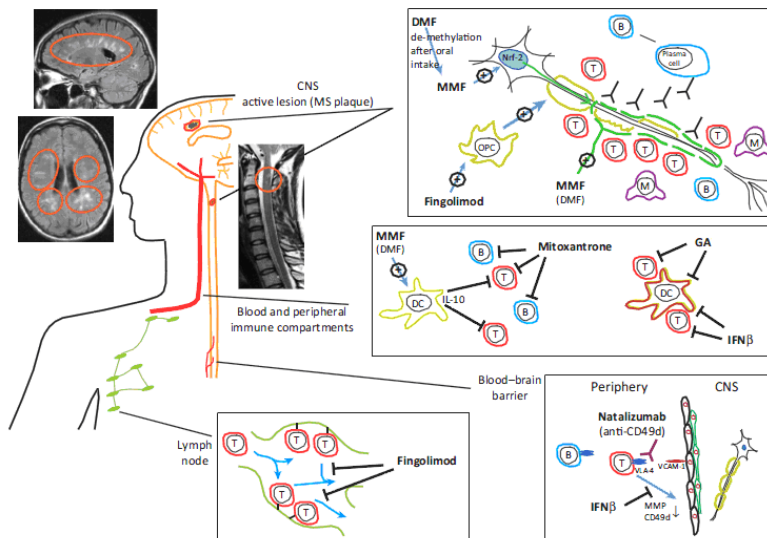 DMF
de-methylation
after oral
intake
MMF
Nrf-2
B
Plasma
cell
T
OPC
Fingolimod
T
T
T
T
T
MMF
(DMF)
M
M
B
CNS
active lesion (MS plaque)
MMF
(DMF)
DC
IL-10
B
T
B
T
Mitoxantrone
GA
T
DC
T
IFNβ
Blood and peripheral
immune compartments
Blood–brain
barrier
Lymph
node
T
T
T
T
T
Fingolimod
Periphery
CNS
Natalizumab
(anti-CD49d)
B
T
VLA-4
VCAM-1
IFNβ
MMP
CD49d